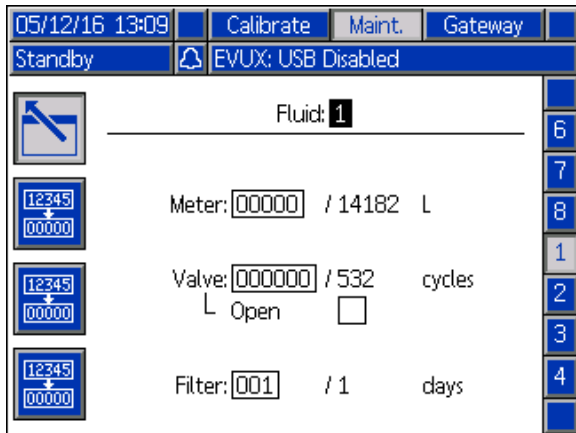 05/12/16 13:09 Calibrate Maint. Gateway
Standby EVUX: USB Disabled
Fluid: 1
6
7
12345
00000
Meter: 00000 / 14182 L
8
1
12345
00000
Valve: 000000 / 532 cycles
Open
2
3
12345
00000
Filter: 001 / 1 days
4